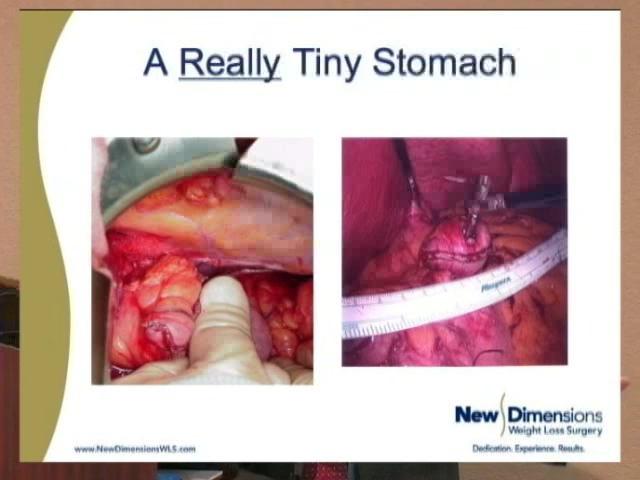 A Really Tiny Stomach
New Dimensions
Weight Loss Surgery
www.NewDimensionsWLS.com
Dedication. Experience. Results.